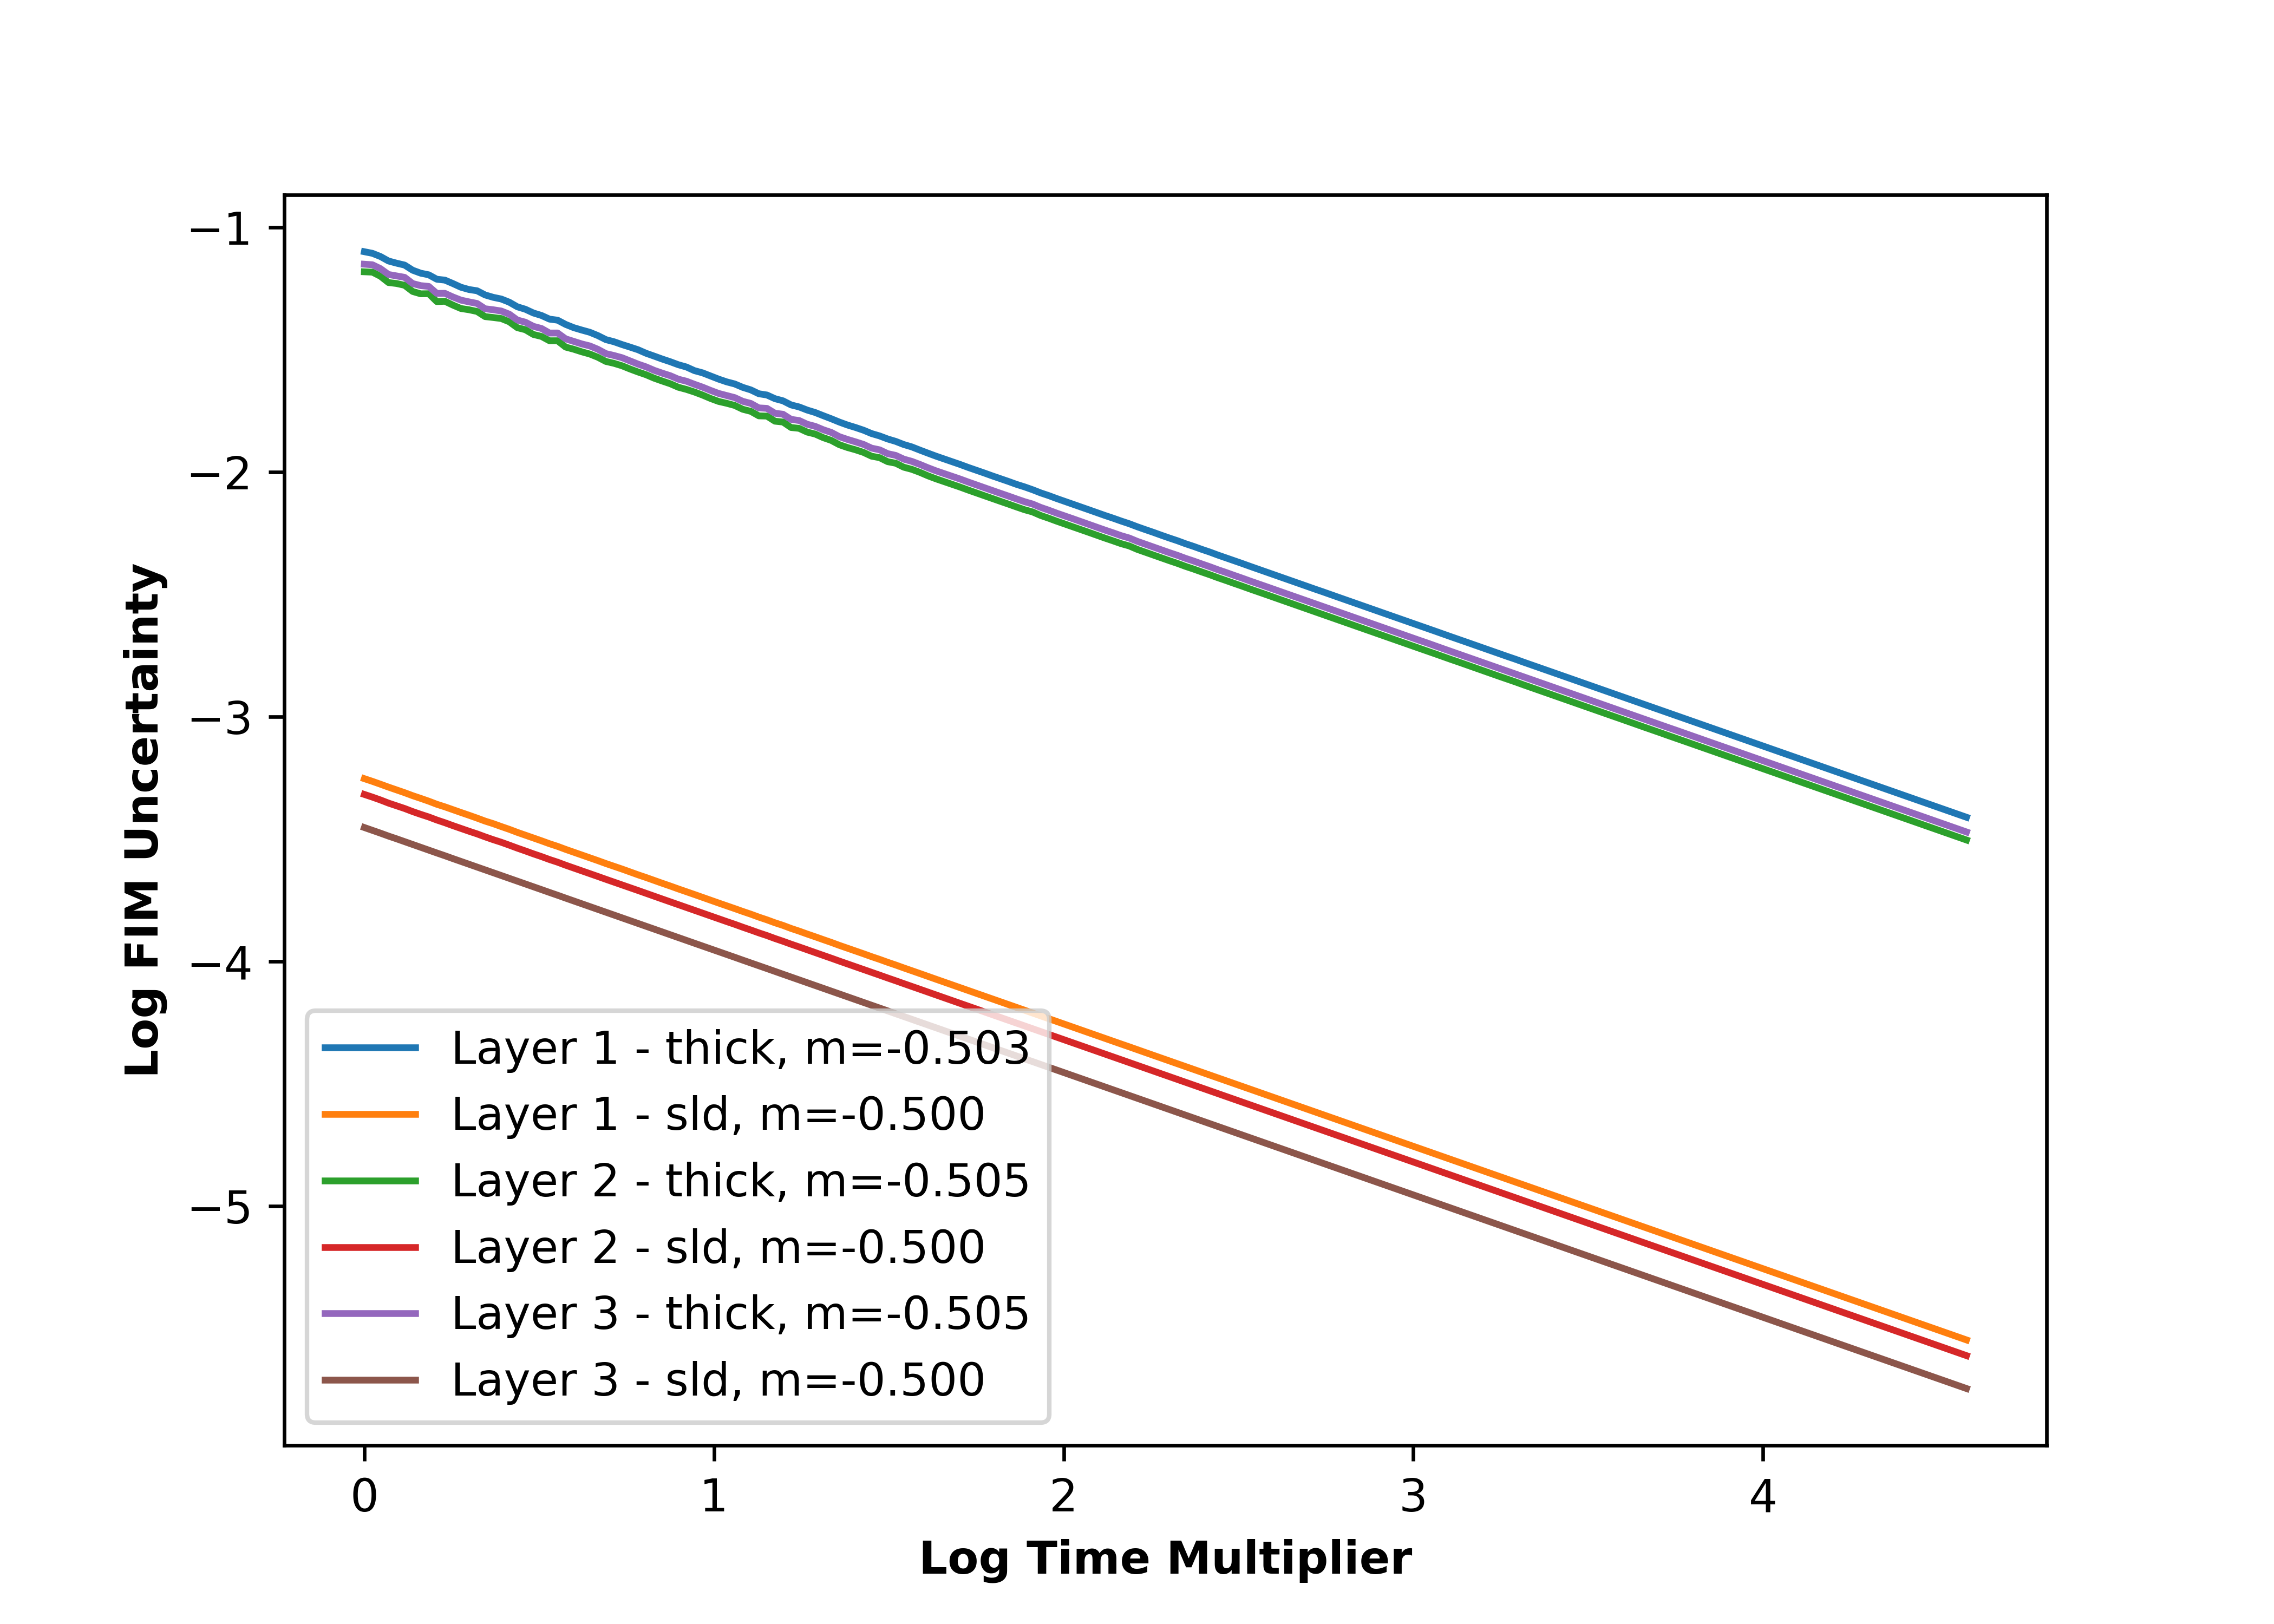 −1
−2
−3
−4
−5
Log FIM Uncertainty
Layer 1 - thick, m=-0.503
Layer 1 - sld, m=-0.500
Layer 2 - thick, m=-0.505
Layer 2 - sld, m=-0.500
Layer 3 - thick, m=-0.505
Layer 3 - sld, m=-0.500
0 1 2 3 4
Log Time Multiplier